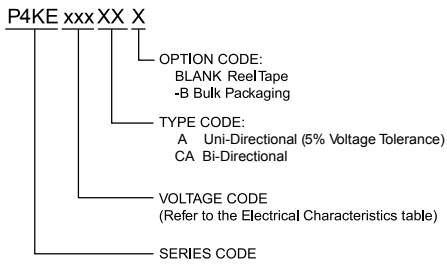 P4KE xxx XX X
OPTION CODE:
BLANK Reel Tape
-B Bulk Packaging
TYPE CODE:
A Uni-Directional (5% Voltage Tolerance)
CA Bi-Directional
VOLTAGE CODE
(Refer to the Electrical Characteristics table)
SERIES CODE